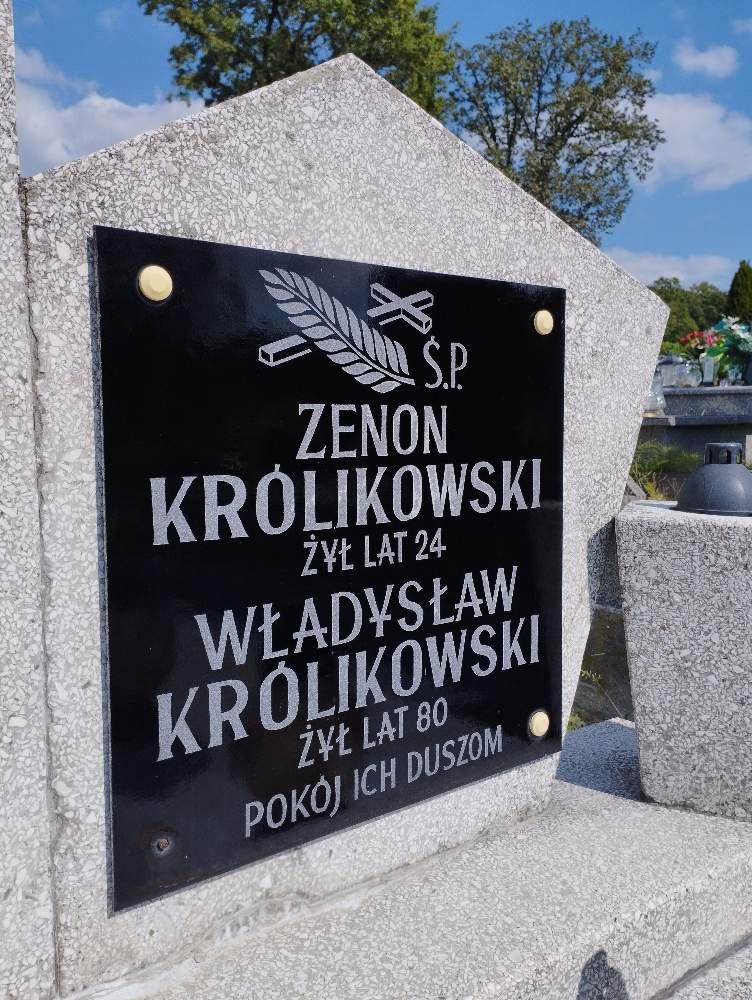 Ś.P.
ZENON
KRÓLIKOWSKI
ŻYŁ LAT 24
WŁADYSŁAW
KRÓLIKOWSKI
ŻYŁ LAT 80
POKÓJ ICH DUSZOM